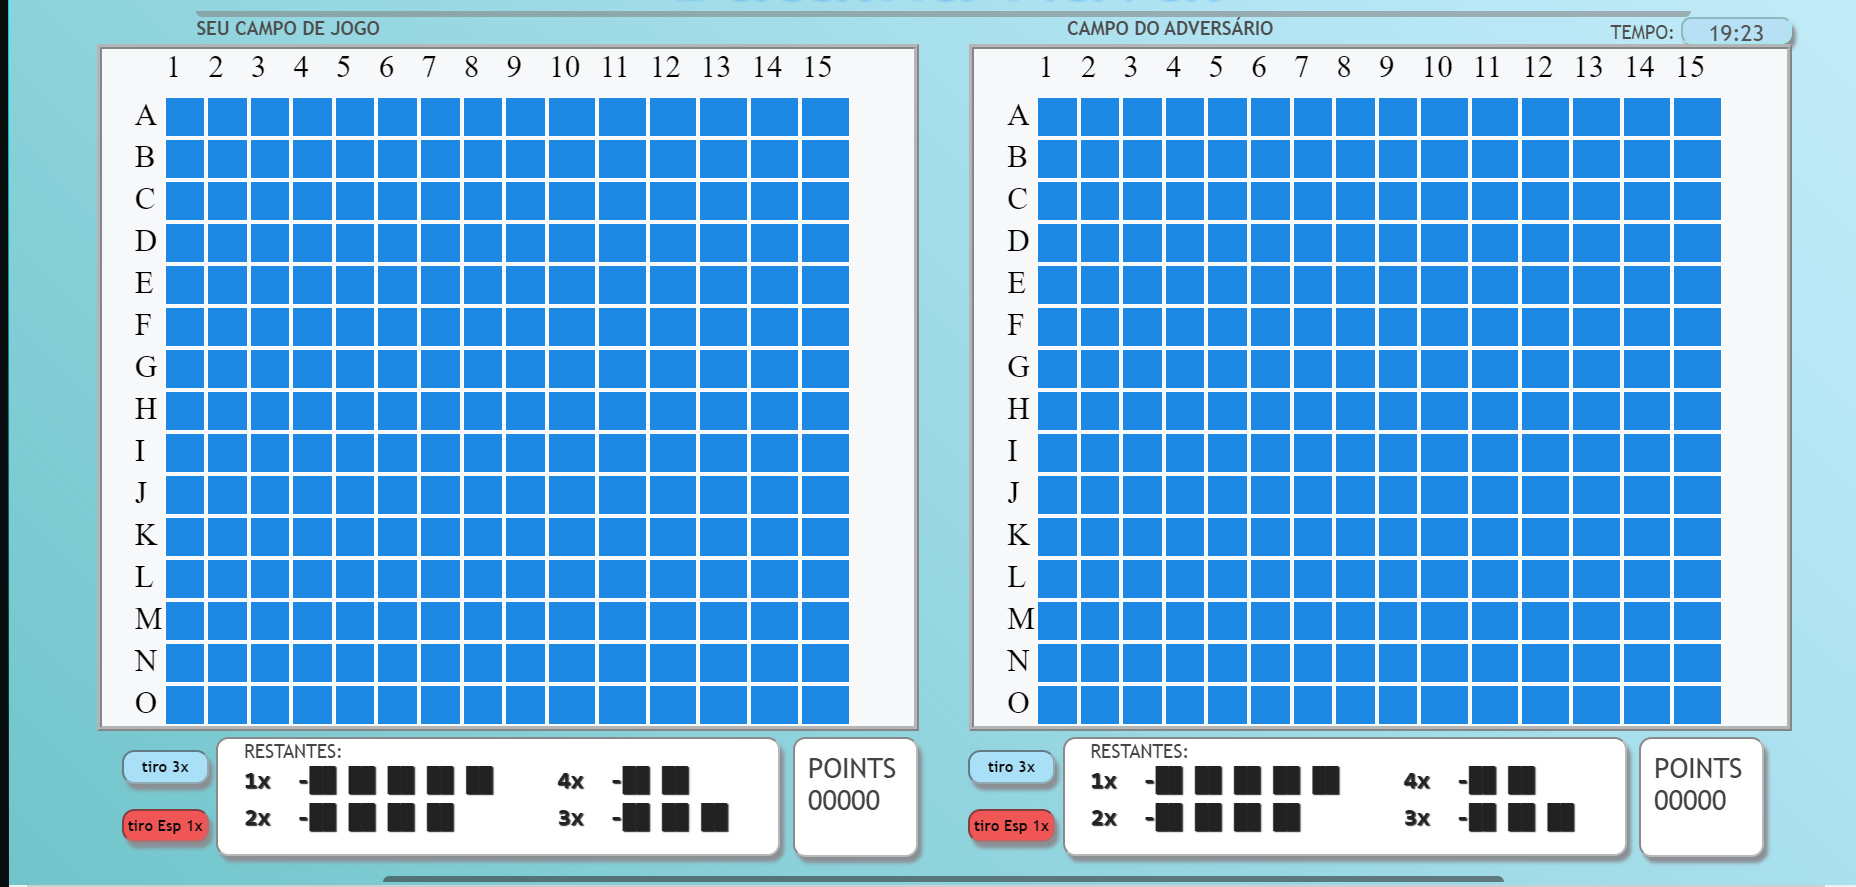 SEU CAMPO DE JOGO
CAMPO DO ADVERSÁRIO
TEMPO: 19:23
1 2 3 4 5 6 7 8 9 10 11 12 13 14 15
A
B
C
D
E
F
G
H
I
J
K
L
M
N
O
1 2 3 4 5 6 7 8 9 10 11 12 13 14 15
A
B
C
D
E
F
G
H
I
J
K
L
M
N
O
tiro 3x
tiro Esp 1x
RESTANTES:
1x - 4x -
2x - 3x -
POINTS
00000
tiro 3x
tiro Esp 1x
RESTANTES:
1x - 4x -
2x - 3x -
POINTS
00000